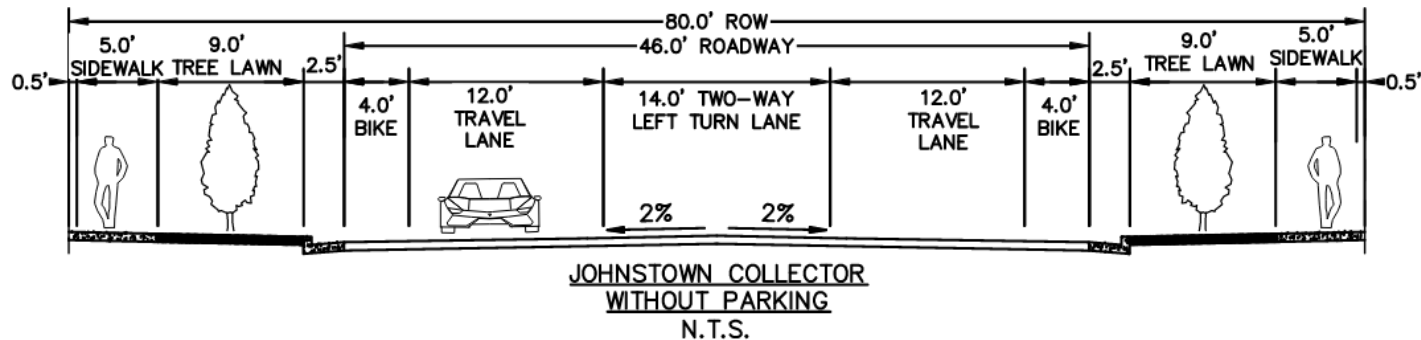 80.0' ROW
46.0' ROADWAY
5.0'
SIDEWALK
9.0'
TREE LAWN
2.5'
0.5'
4.0'
BIKE
12.0'
TRAVEL
LANE
14.0' TWO-WAY
LEFT TURN LANE
12.0'
TRAVEL
LANE
4.0'
BIKE
2.5'
9.0'
TREE LAWN
5.0'
SIDEWALK
0.5'
2%
2%
JOHNSTOWN COLLECTOR
WITHOUT PARKING
N.T.S.